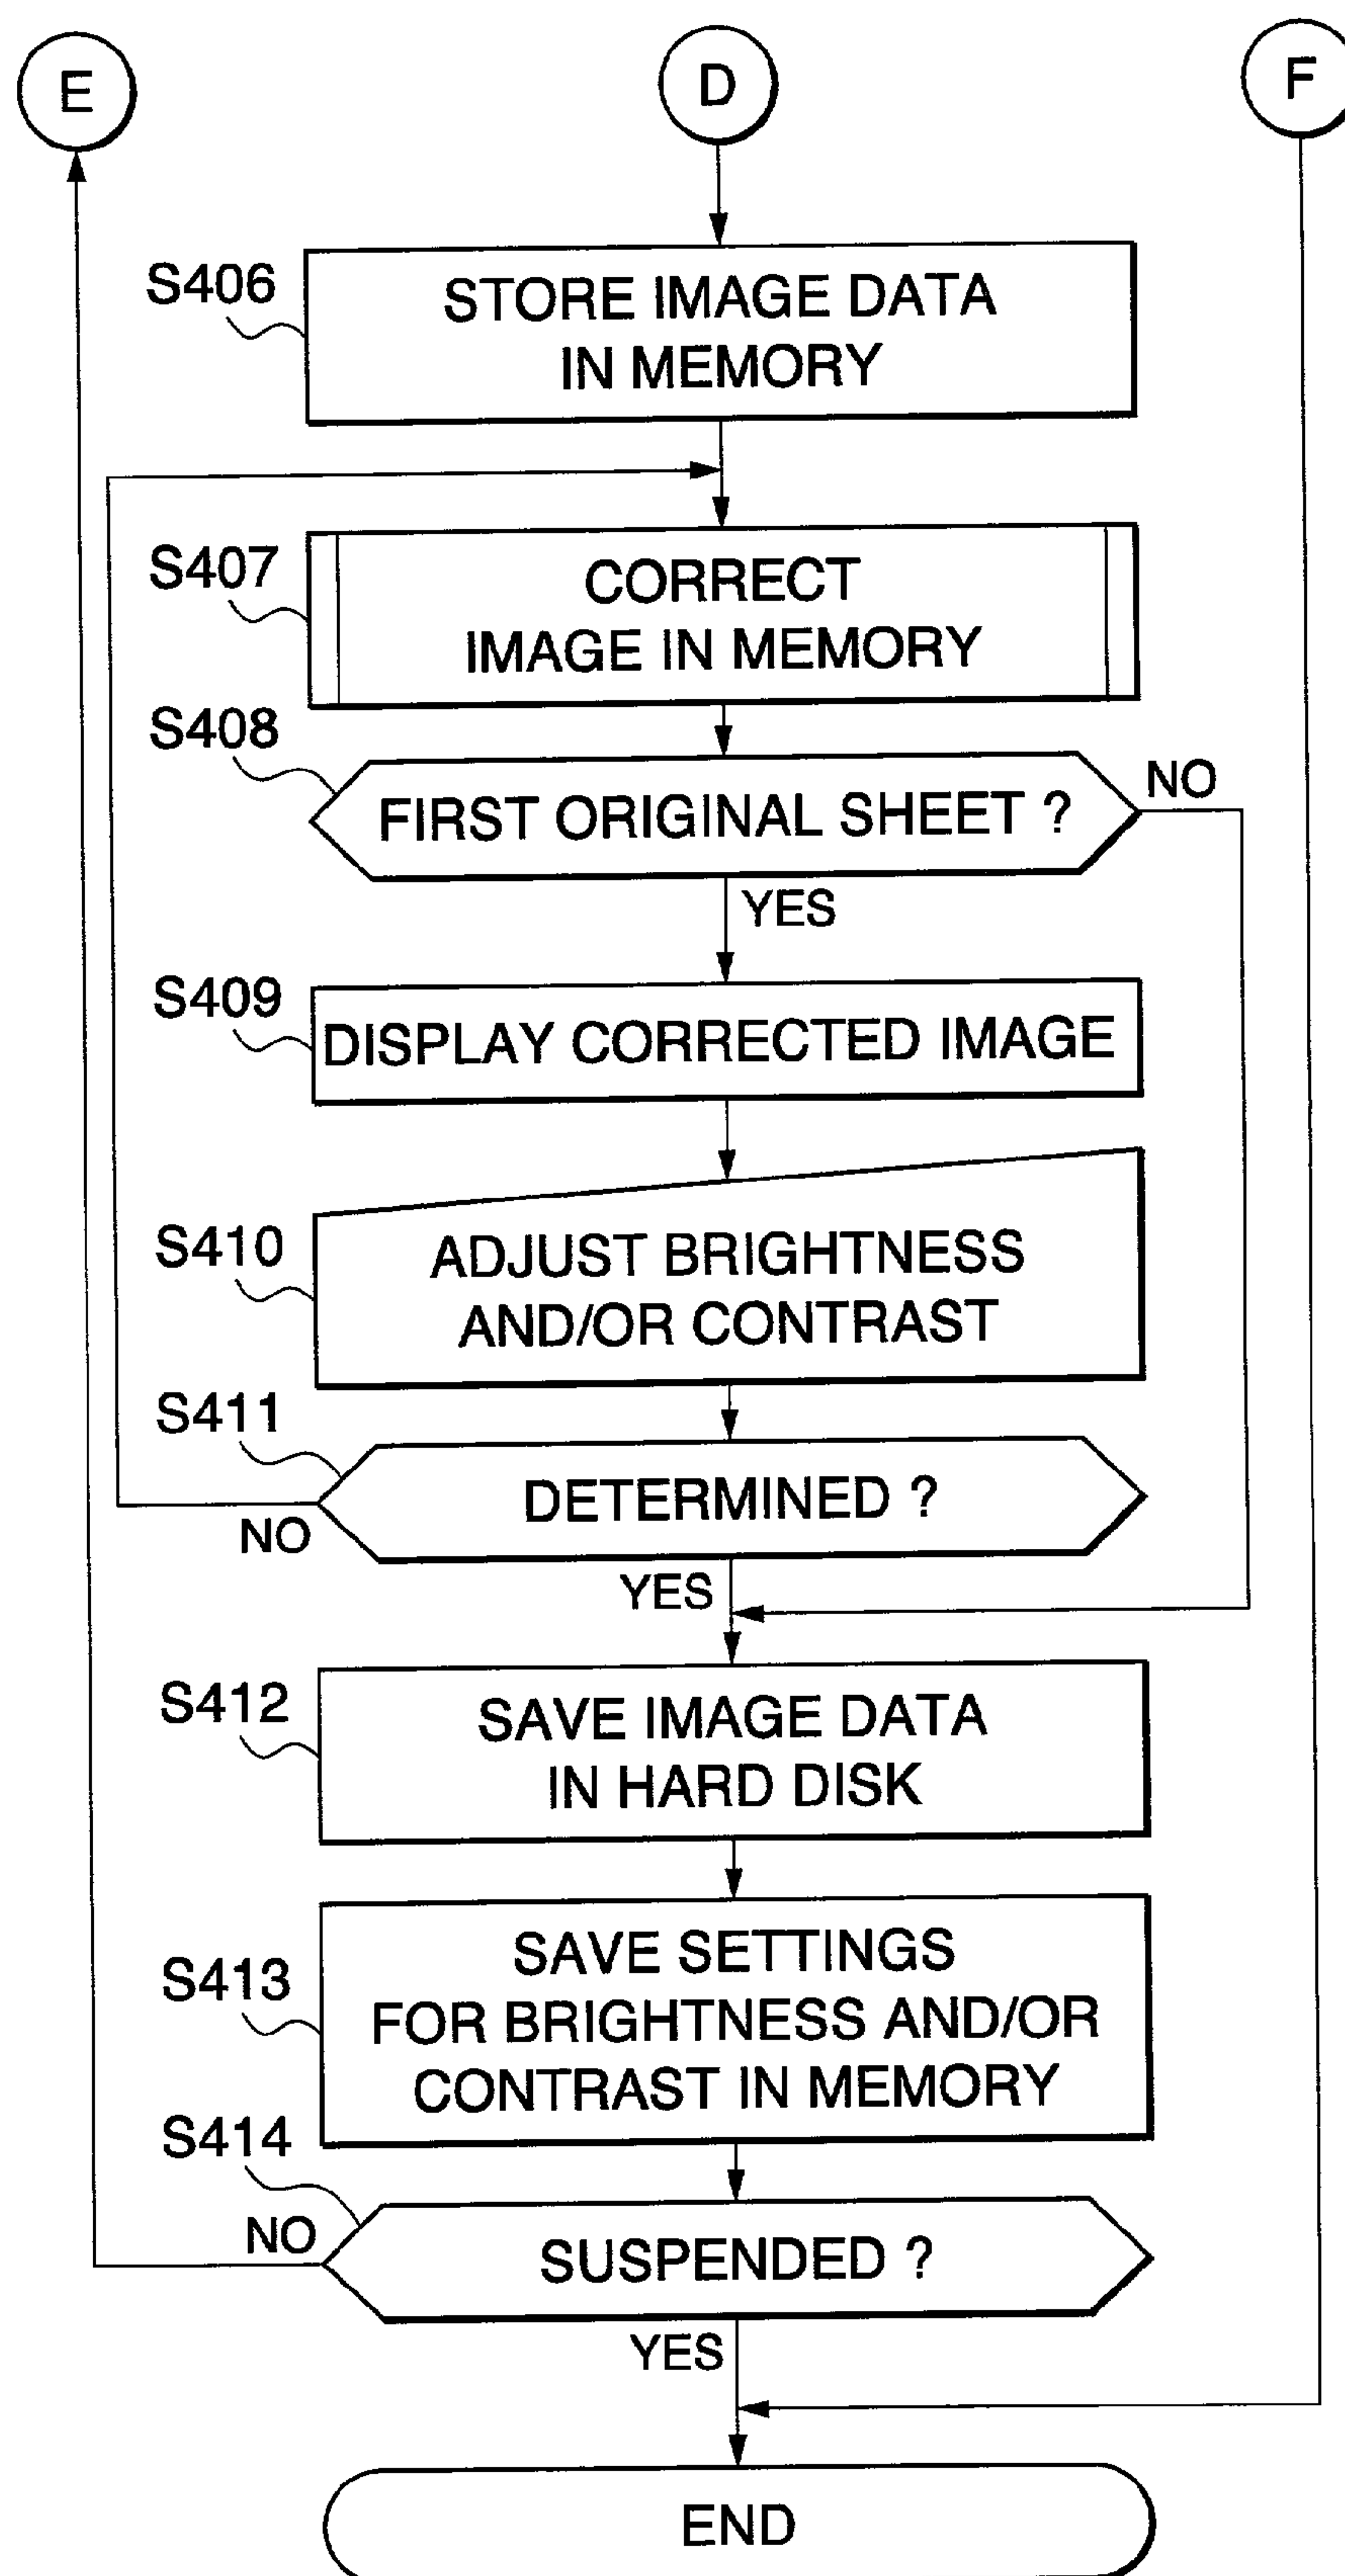 E
D
F
S406
STORE IMAGE DATA
IN MEMORY
S407
CORRECT
IMAGE IN MEMORY
S408
FIRST ORIGINAL SHEET ?
NO
YES
S409
DISPLAY CORRECTED IMAGE
S410
ADJUST BRIGHTNESS
AND/OR CONTRAST
S411
DETERMINED ?
NO
YES
S412
SAVE IMAGE DATA
IN HARD DISK
S413
SAVE SETTINGS
FOR BRIGHTNESS AND/OR
CONTRAST IN MEMORY
S414
NO
SUSPENDED ?
YES
END